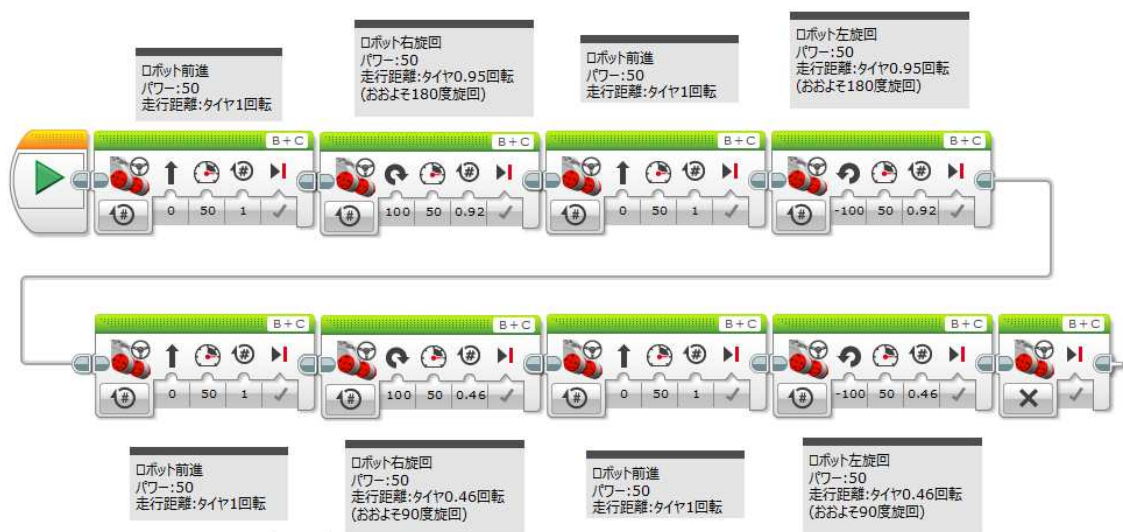 ロボット前進
パワー:50
走行距離:タイヤ1回転
ロボット右旋回
パワー:50
走行距離:タイヤ0.95回転
(おおよそ180度旋回)
ロボット前進
パワー:50
走行距離:タイヤ1回転
ロボット左旋回
パワー:50
走行距離:タイヤ0.95回転
(おおよそ180度旋回)
B+C
#
# 0 50 1
B+C
#
# 100 50 0.92
B+C
#
# 0 50 1
B+C
#
# -100 50 0.92
B+C
#
# 0 50 1
B+C
#
# 100 50 0.46
B+C
#
# 0 50 1
B+C
#
# -100 50 0.46
B+C
ロボット前進
パワー:50
走行距離:タイヤ1回転
ロボット右旋回
パワー:50
走行距離:タイヤ0.46回転
(おおよそ90度旋回)
ロボット前進
パワー:50
走行距離:タイヤ1回転
ロボット左旋回
パワー:50
走行距離:タイヤ0.46回転
(おおよそ90度旋回)